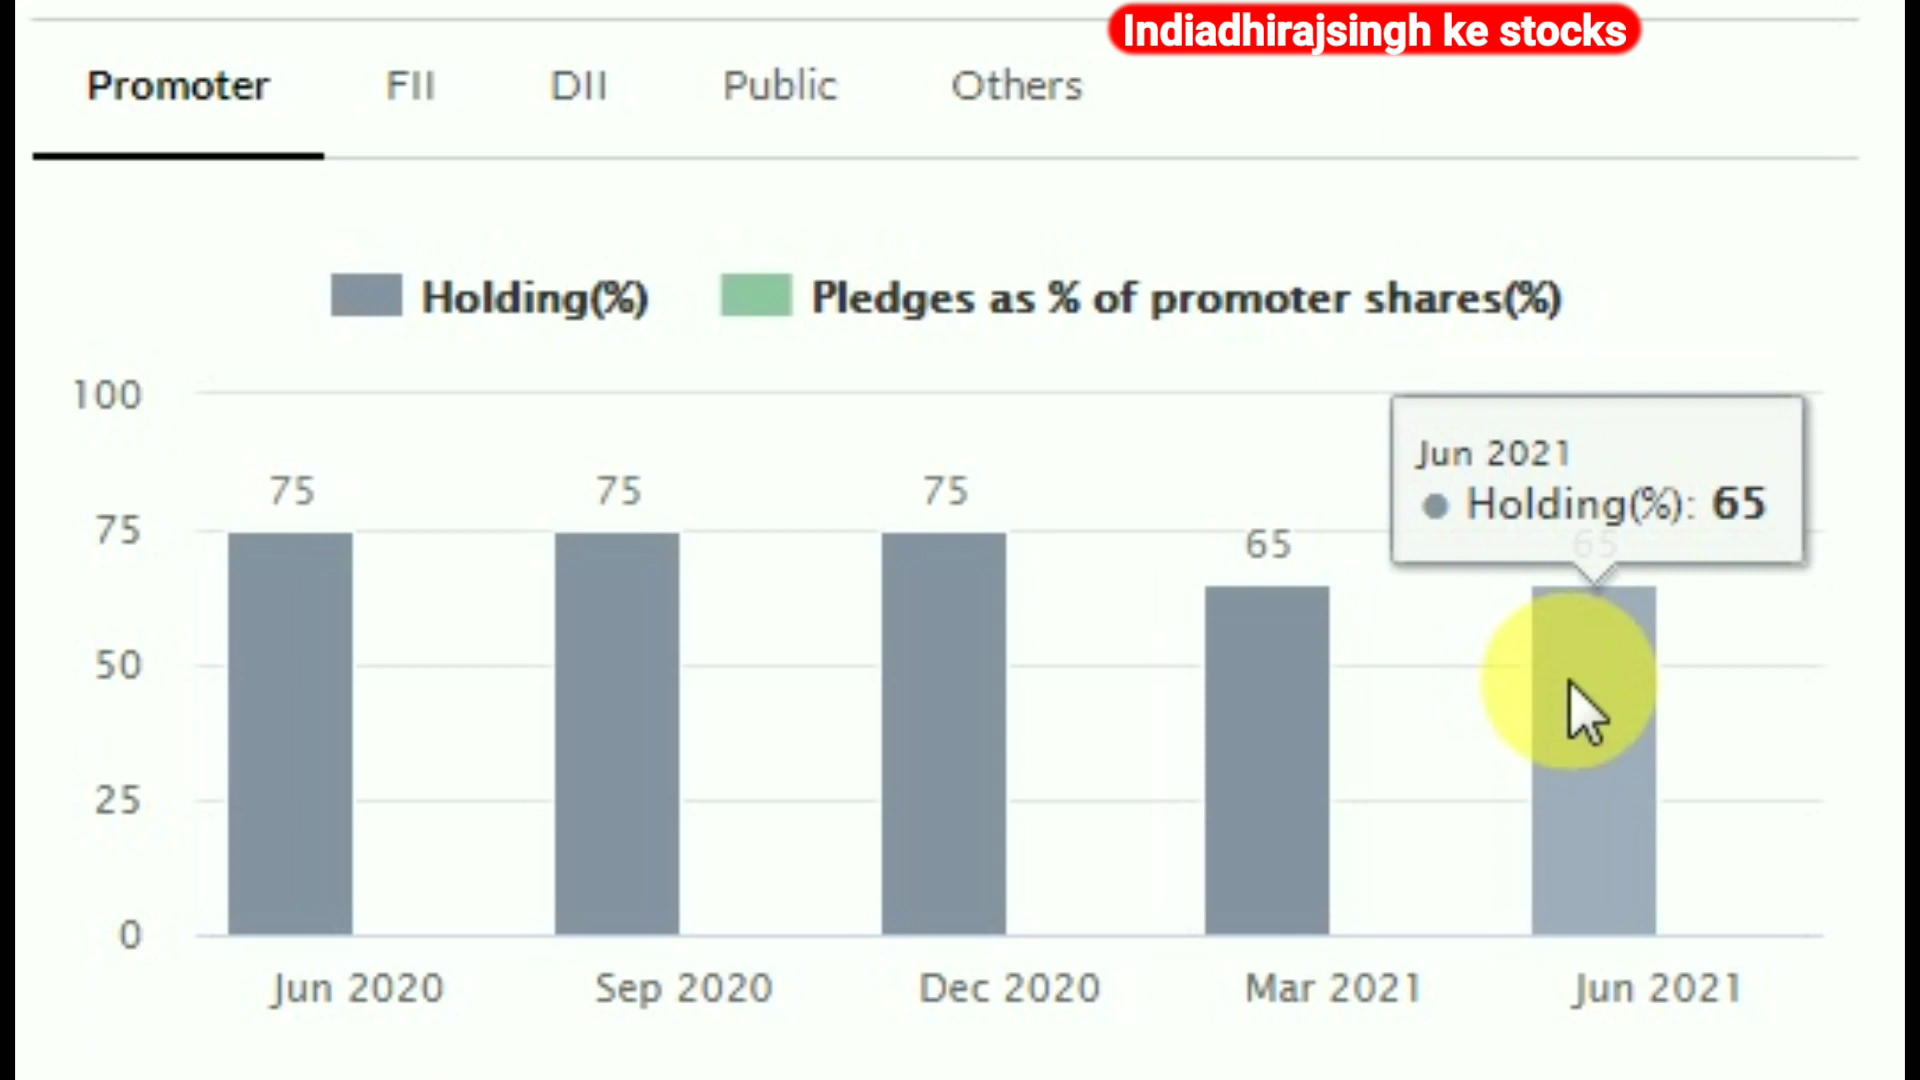 Indiadhirajsingh ke stocks
Promoter FII DII Public Others
Holding(%) Pledges as % of promoter shares(%)
100
Jun 2021
Holding(%): 65
75 75 75
75
65 65
50
25
0
Jun 2020 Sep 2020 Dec 2020 Mar 2021 Jun 2021